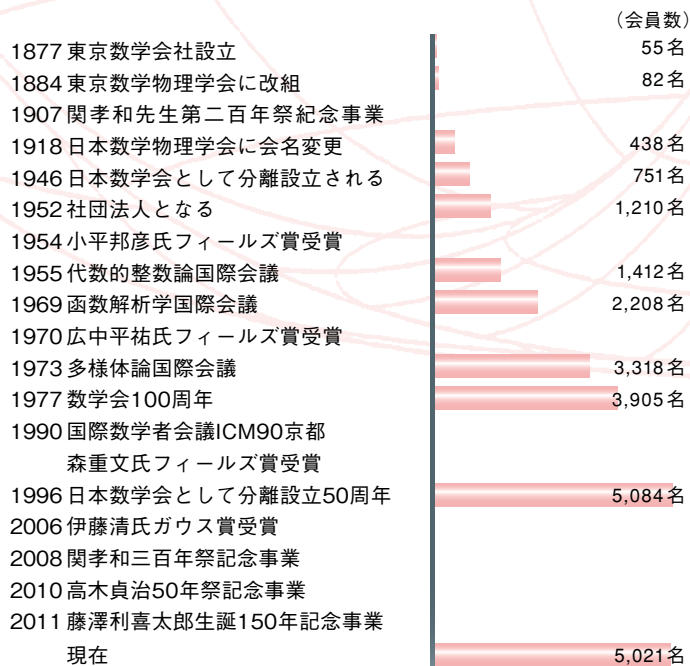 （会員数）
1877 東京数学会社設立 55名
1884 東京数学物理学会に改組 82名
1907 関孝和先生第二百年祭紀念事業
1918 日本数学物理学会に会名変更 438名
1946 日本数学会として分離設立される 751名
1952 社団法人となる 1,210名
1954 小平邦彦氏フィールズ賞受賞
1955 代数的整数論国際会議 1,412名
1969 函数解析学国際会議 2,208名
1970 広中平祐氏フィールズ賞受賞
1973 多様体論国際会議 3,318名
1977 数学会100周年 3,905名
1990 国際数学者会議ICM90京都
森重文氏フィールズ賞受賞
1996 日本数学会として分離設立50周年 5,084名
2006 伊藤清氏ガウス賞受賞
2008 関孝和三百年祭記念事業
2010 高木貞治50年祭記念事業
2011 藤澤利喜太郎生誕150年記念事業
現在 5,021名